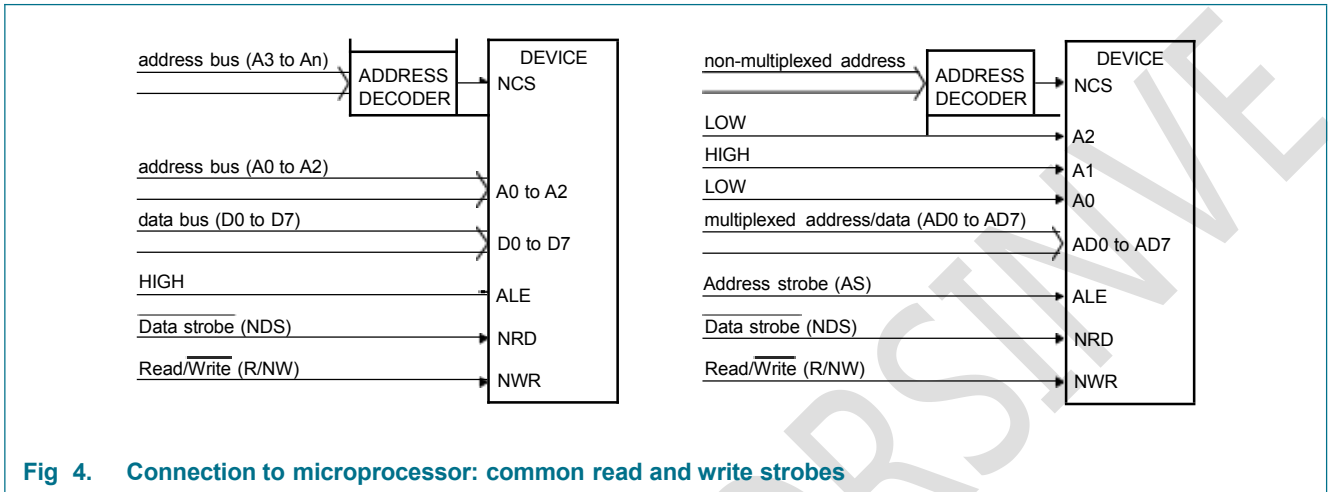 address bus (A3 to An)
ADDRESS
DECODER
DEVICE
NCS
address bus (A0 to A2)
A0 to A2
data bus (D0 to D7)
D0 to D7
HIGH
ALE
Data strobe (NDS)
NRD
Read/Write (R/NW)
NWR
non-multiplexed address
ADDRESS
DECODER
DEVICE
NCS
LOW
A2
HIGH
A1
LOW
A0
multiplexed address/data (AD0 to AD7)
AD0 to AD7
Address strobe (AS)
ALE
Data strobe (NDS)
NRD
Read/Write (R/NW)
NWR
Fig 4. Connection to microprocessor: common read and write strobes